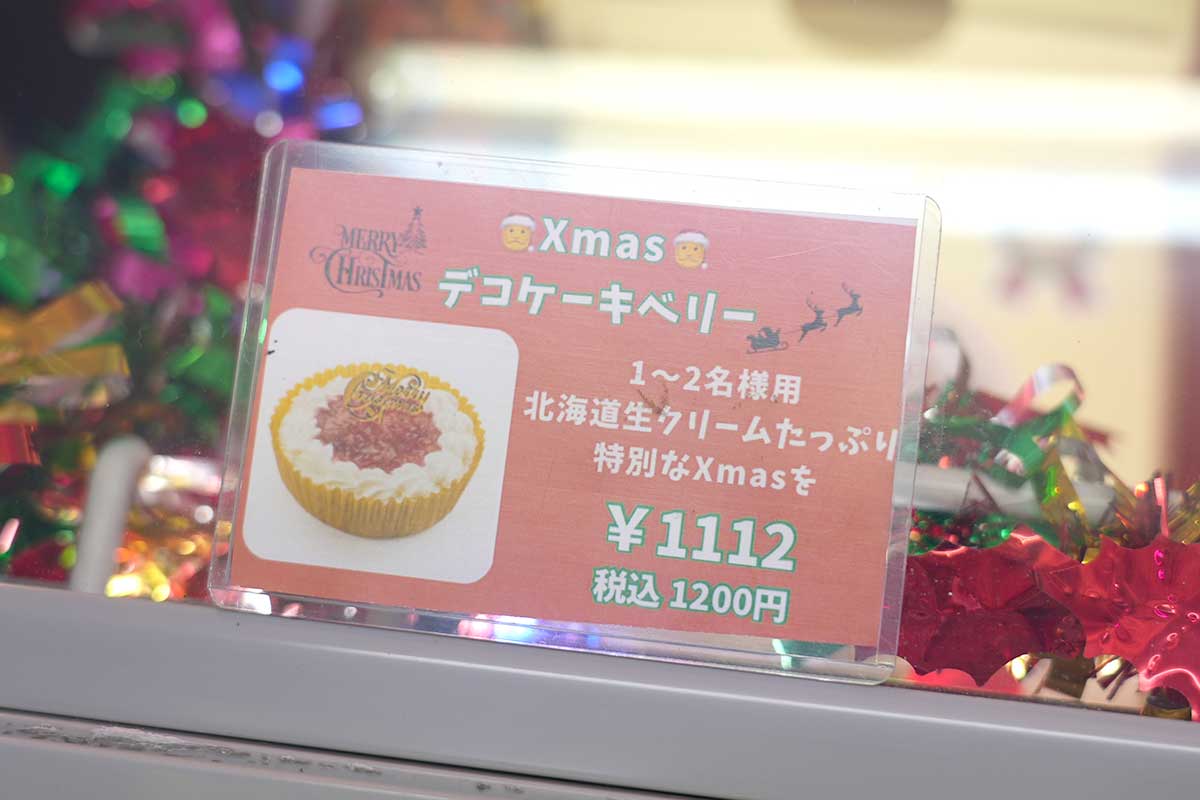 MERRY
CHRISTMAS
Xmas
デコケーキベリー
1〜2名様用
北海道生クリームたっぷり
特別なXmasを
¥1112
税込 1200円